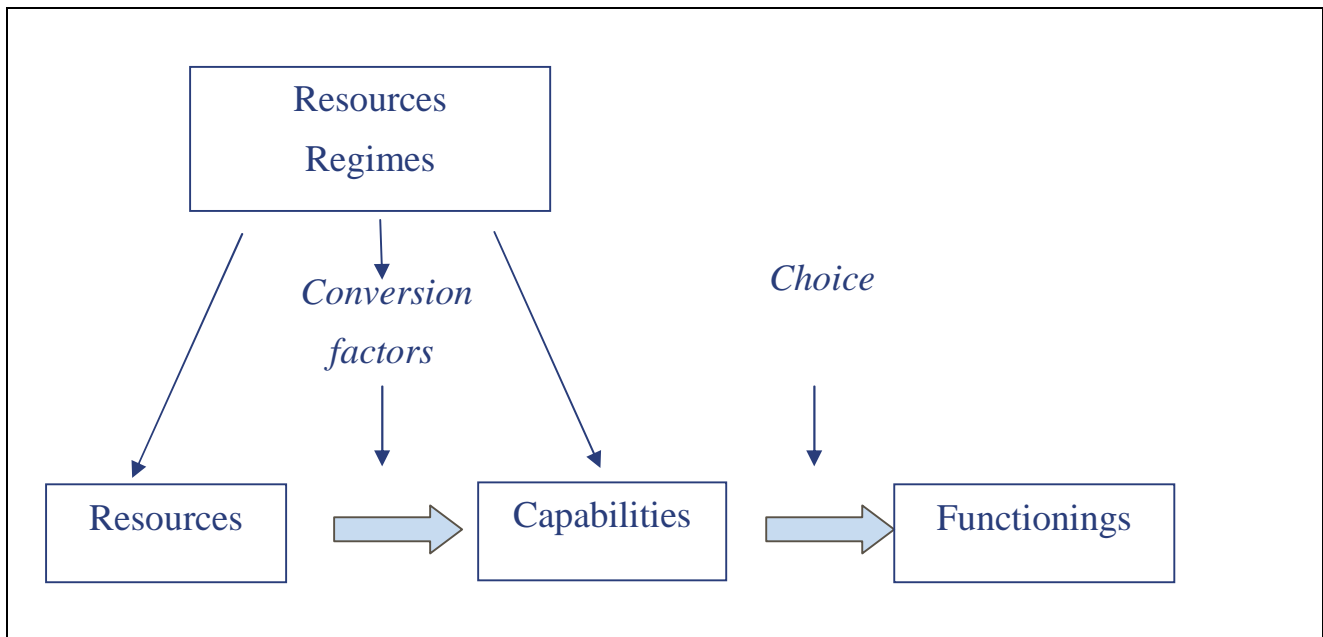 Resources
Regimes
Conversion
factors
Choice
Resources
Capabilities
Functionings